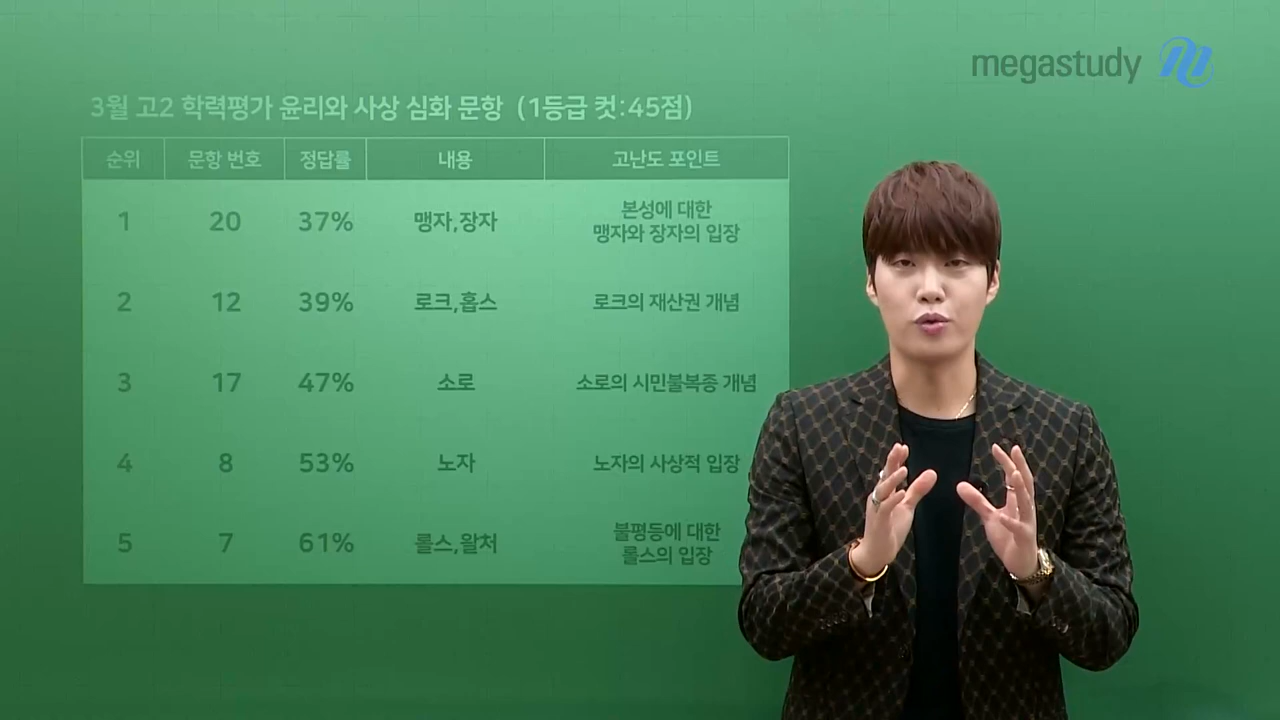 megastudy
3월 고2 학력평가 윤리와 사상 심화 문항 (1등급 컷:45점)
순위 문항 번호 정답률 내용 고난도 포인트
1 20 37% 맹자,장자 본성에 대한
맹자와 장자의 입장
2 12 39% 로크,홉스 로크의 재산권 개념
3 17 47% 소로 소로의 시민불복종 개념
4 8 53% 노자 노자의 사상적 입장
5 7 61% 롤스,왈처 불평등에 대한
롤스의 입장